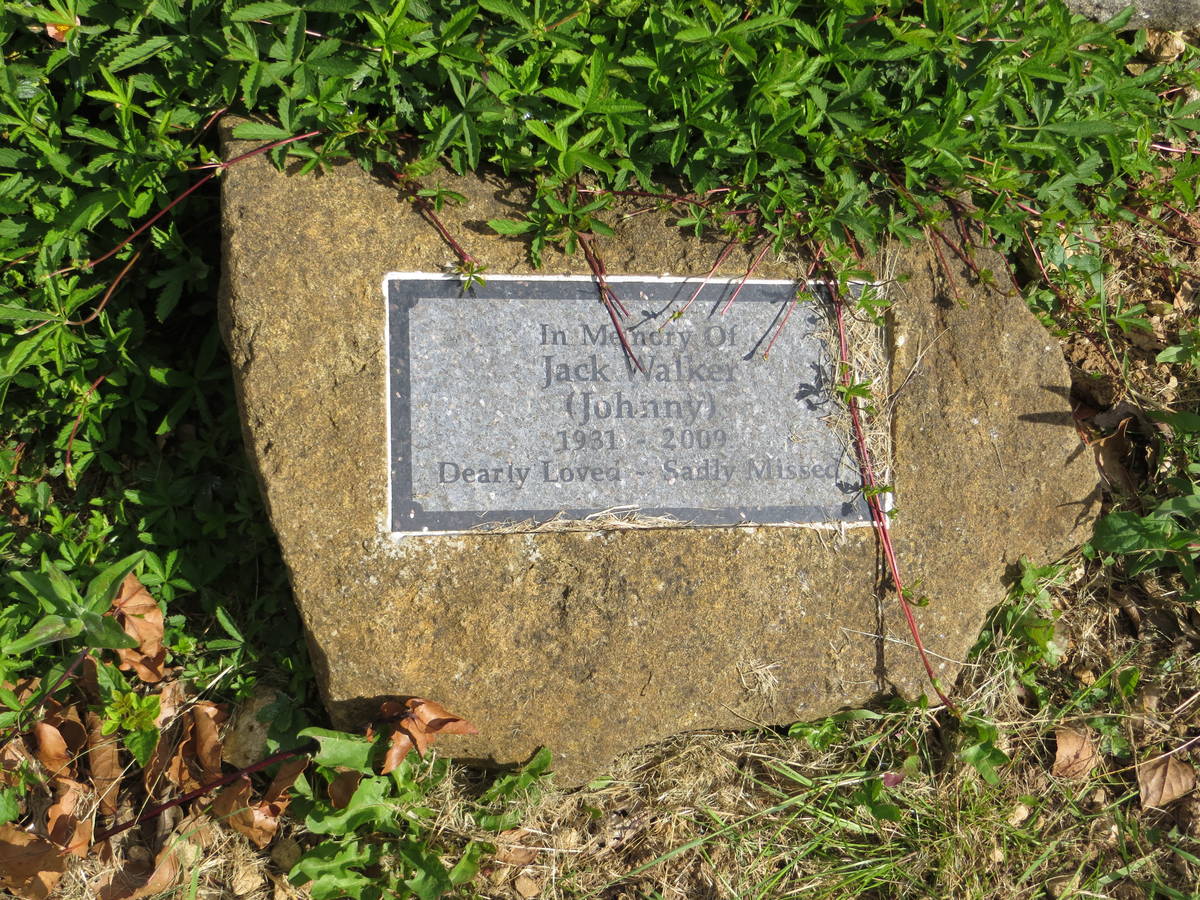 In Memory Of
Jack Walker
(Johnny)
1931 - 2009
Dearly Loved - Sadly Missed